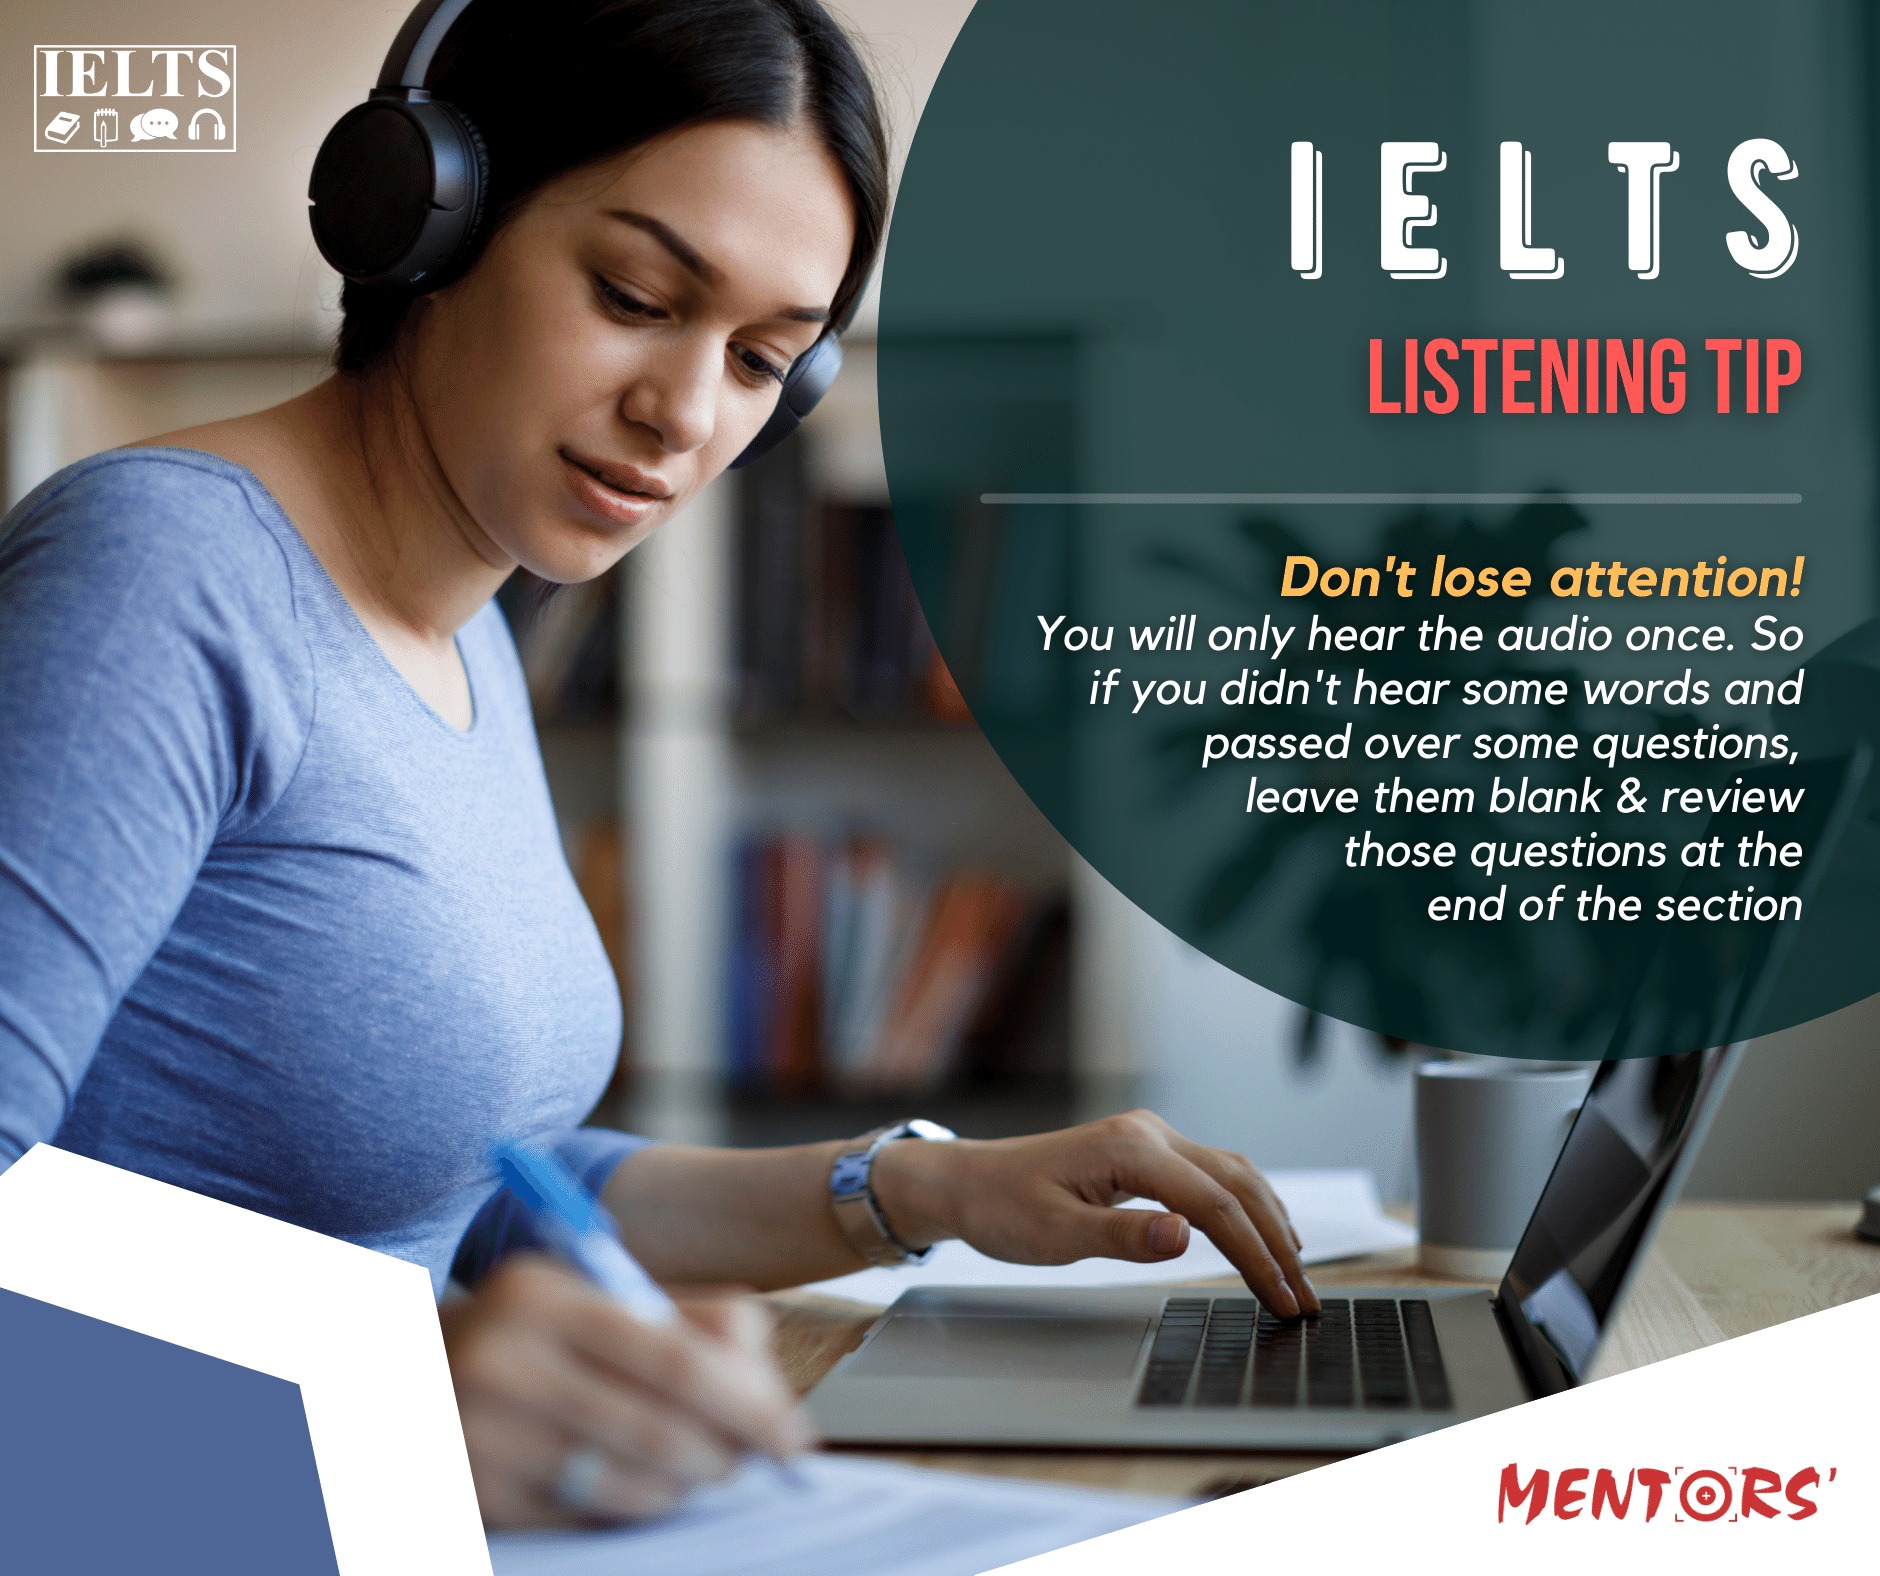 IELTS
IELTS
LISTENING TIP
Don't lose attention!
You will only hear the audio once. So
if you didn't hear some words and
passed over some questions,
leave them blank & review
those questions at the
end of the section
MENTORS'